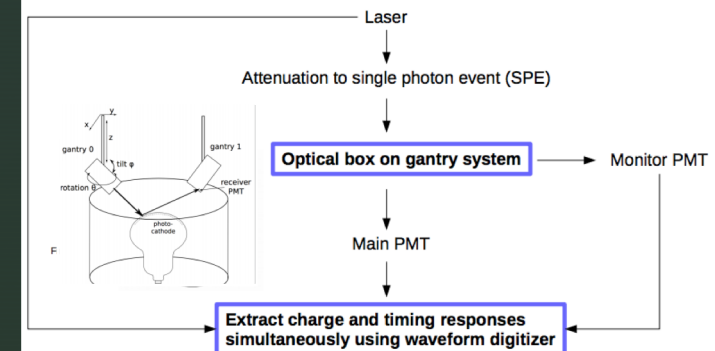 Laser
Attenuation to single photon event (SPE)
Optical box on gantry system
Monitor PMT
Main PMT
Extract charge and timing responses
simultaneously using waveform digitizer
y
x
z
gantry 0
gantry 1
tilt φ
rotation θ
receiver
PMT
photo-
cathode
F